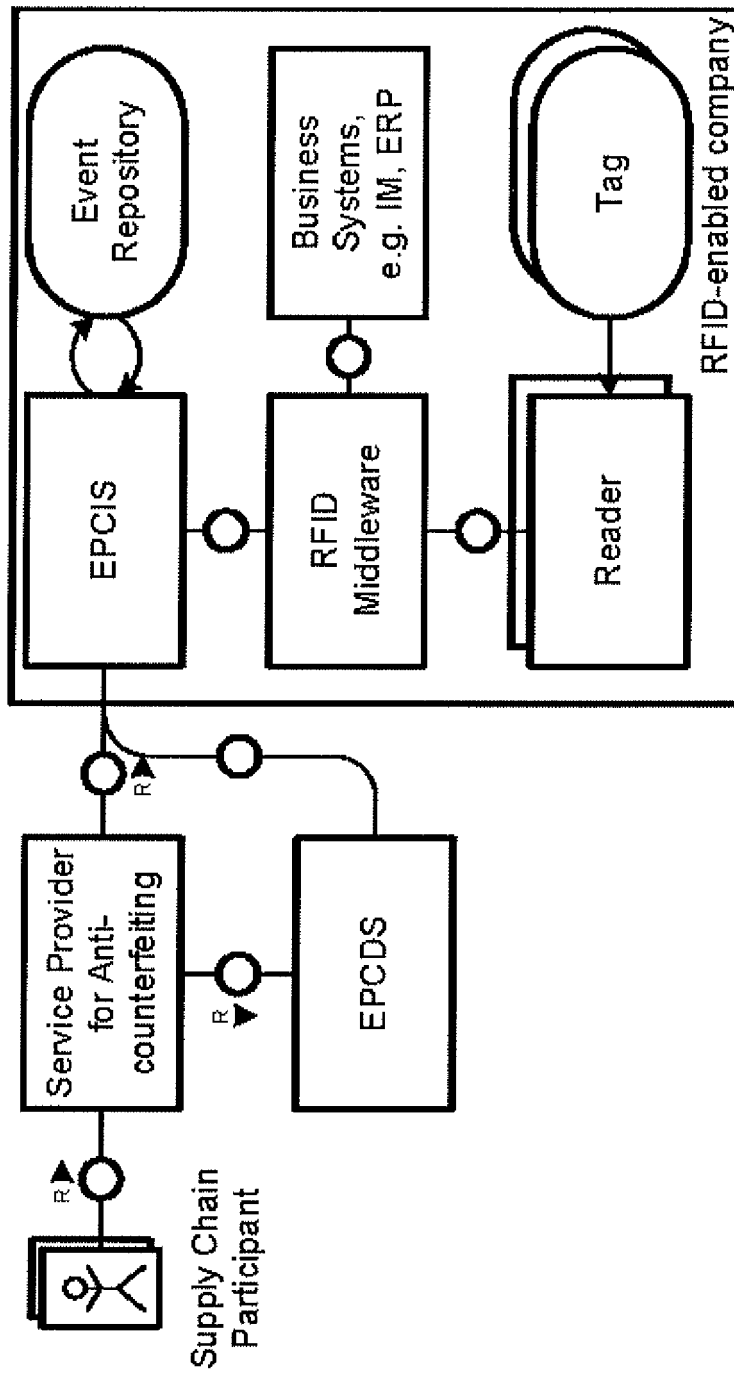 Supply Chain
Participant
R
Service Provider
for Anti-
counterfeiting
R
EPCDS
R
EPCIS
Event
Repository
RFID
Middleware
Business
Systems,
e.g. IM, ERP
Reader
Tag
RFID-enabled company